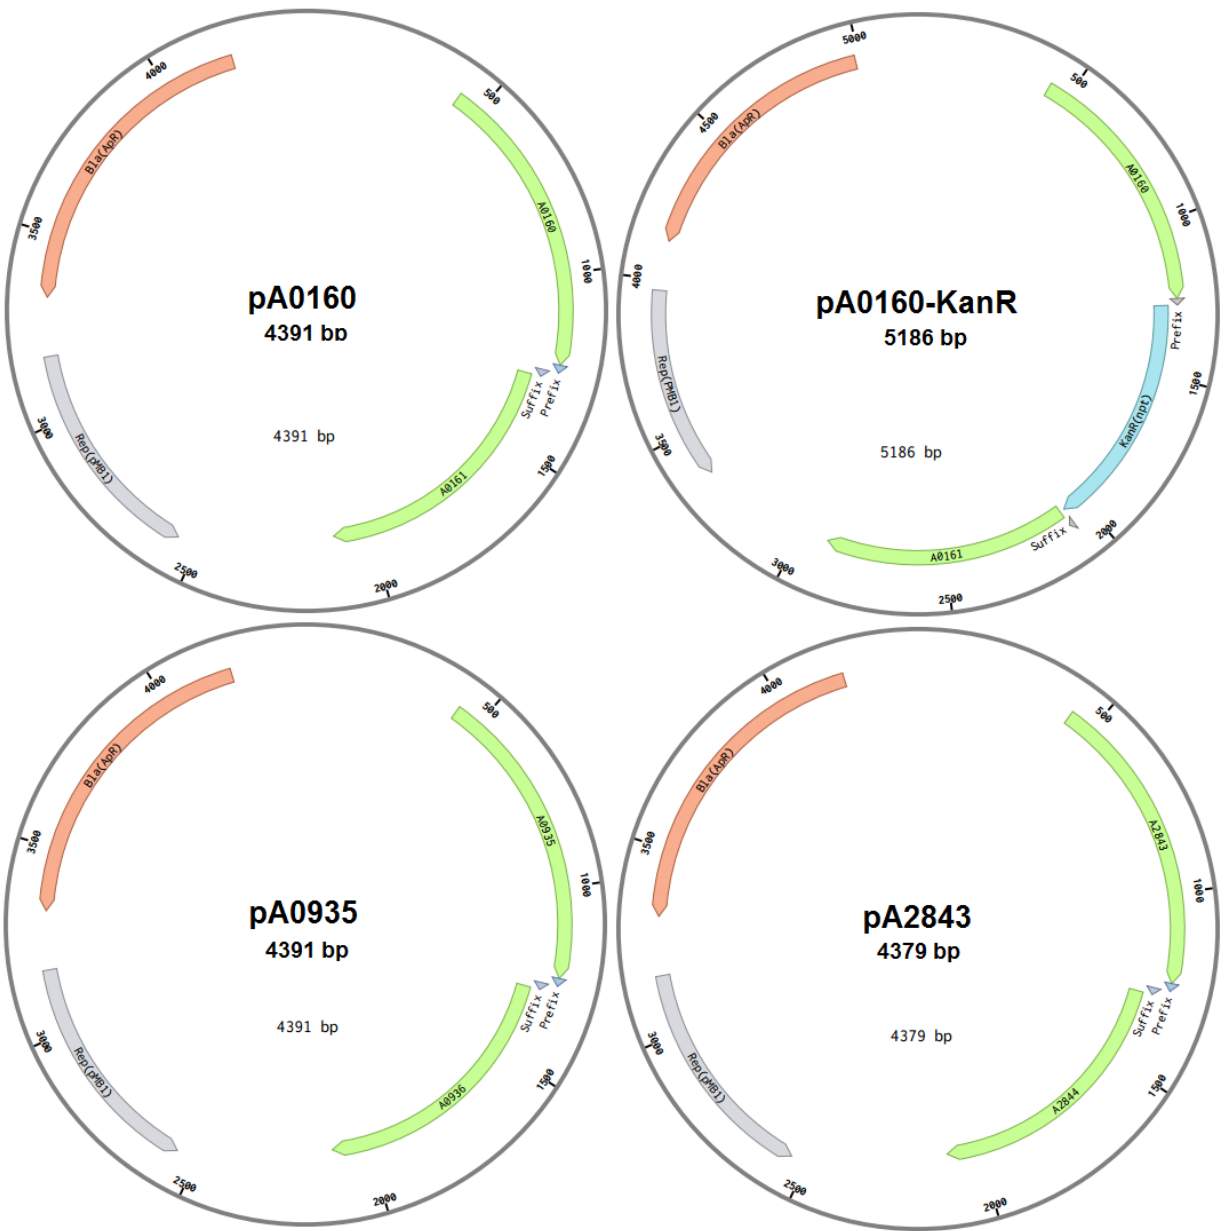 4000
Bla(ApR)
500
A0160
3500
1000
pA0160
4391 bp
Suffix
Prefix
3000
Rep(pMB1)
4391 bp
1500
A0161
2500
2000
5000
4500
Bla(ApR)
500
A0160
1000
4000
pA0160-KanR
5186 bp
Prefix
Rep(PMB1)
1500
KanR(npt)
3500
5186 bp
Suffix
2000
A0161
3000
2500
4000
Bla(ApR)
500
A0935
3500
1000
pA0935
4391 bp
Suffix
Prefix
3000
Rep(pMB1)
4391 bp
1500
A0936
2500
2000
4000
Bla(ApR)
500
A2843
3500
1000
pA2843
4379 bp
Suffix
Prefix
3000
Rep(pMB1)
4379 bp
1500
A2844
2500
2000